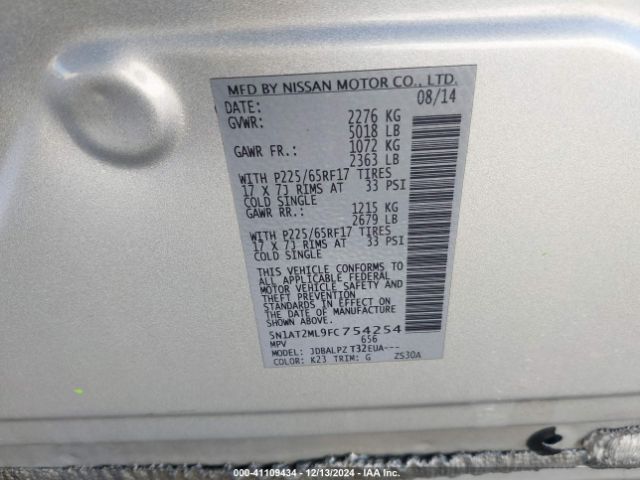 MFD BY NISSAN MOTOR CO., LTD.
DATE: 08/14
GVWR: 2276 KG
5018 LB
GAWR FR.: 1072 KG
2363 LB
WITH P225/65RF17 TIRES
17 X 7J RIMS AT 33 PSI
COLD SINGLE
GAWR RR.: 1215 KG
2679 LB
WITH P225/65RF17 TIRES
17 X 7J RIMS AT 33 PSI
COLD SINGLE
THIS VEHICLE CONFORMS TO
ALL APPLICABLE FEDERAL
MOTOR VEHICLE SAFETY AND
THEFT PREVENTION
STANDARDS IN EFFECT ON
THE DATE OF MANUFACTURE
SHOWN ABOVE.
5N1AT2ML9FC754254
MPV 656
MODEL: JDBALPZ T32EUA---
COLOR: K23 TRIM: G ZS30A
000-41109434 | 12/13/2024 | IAA Inc.